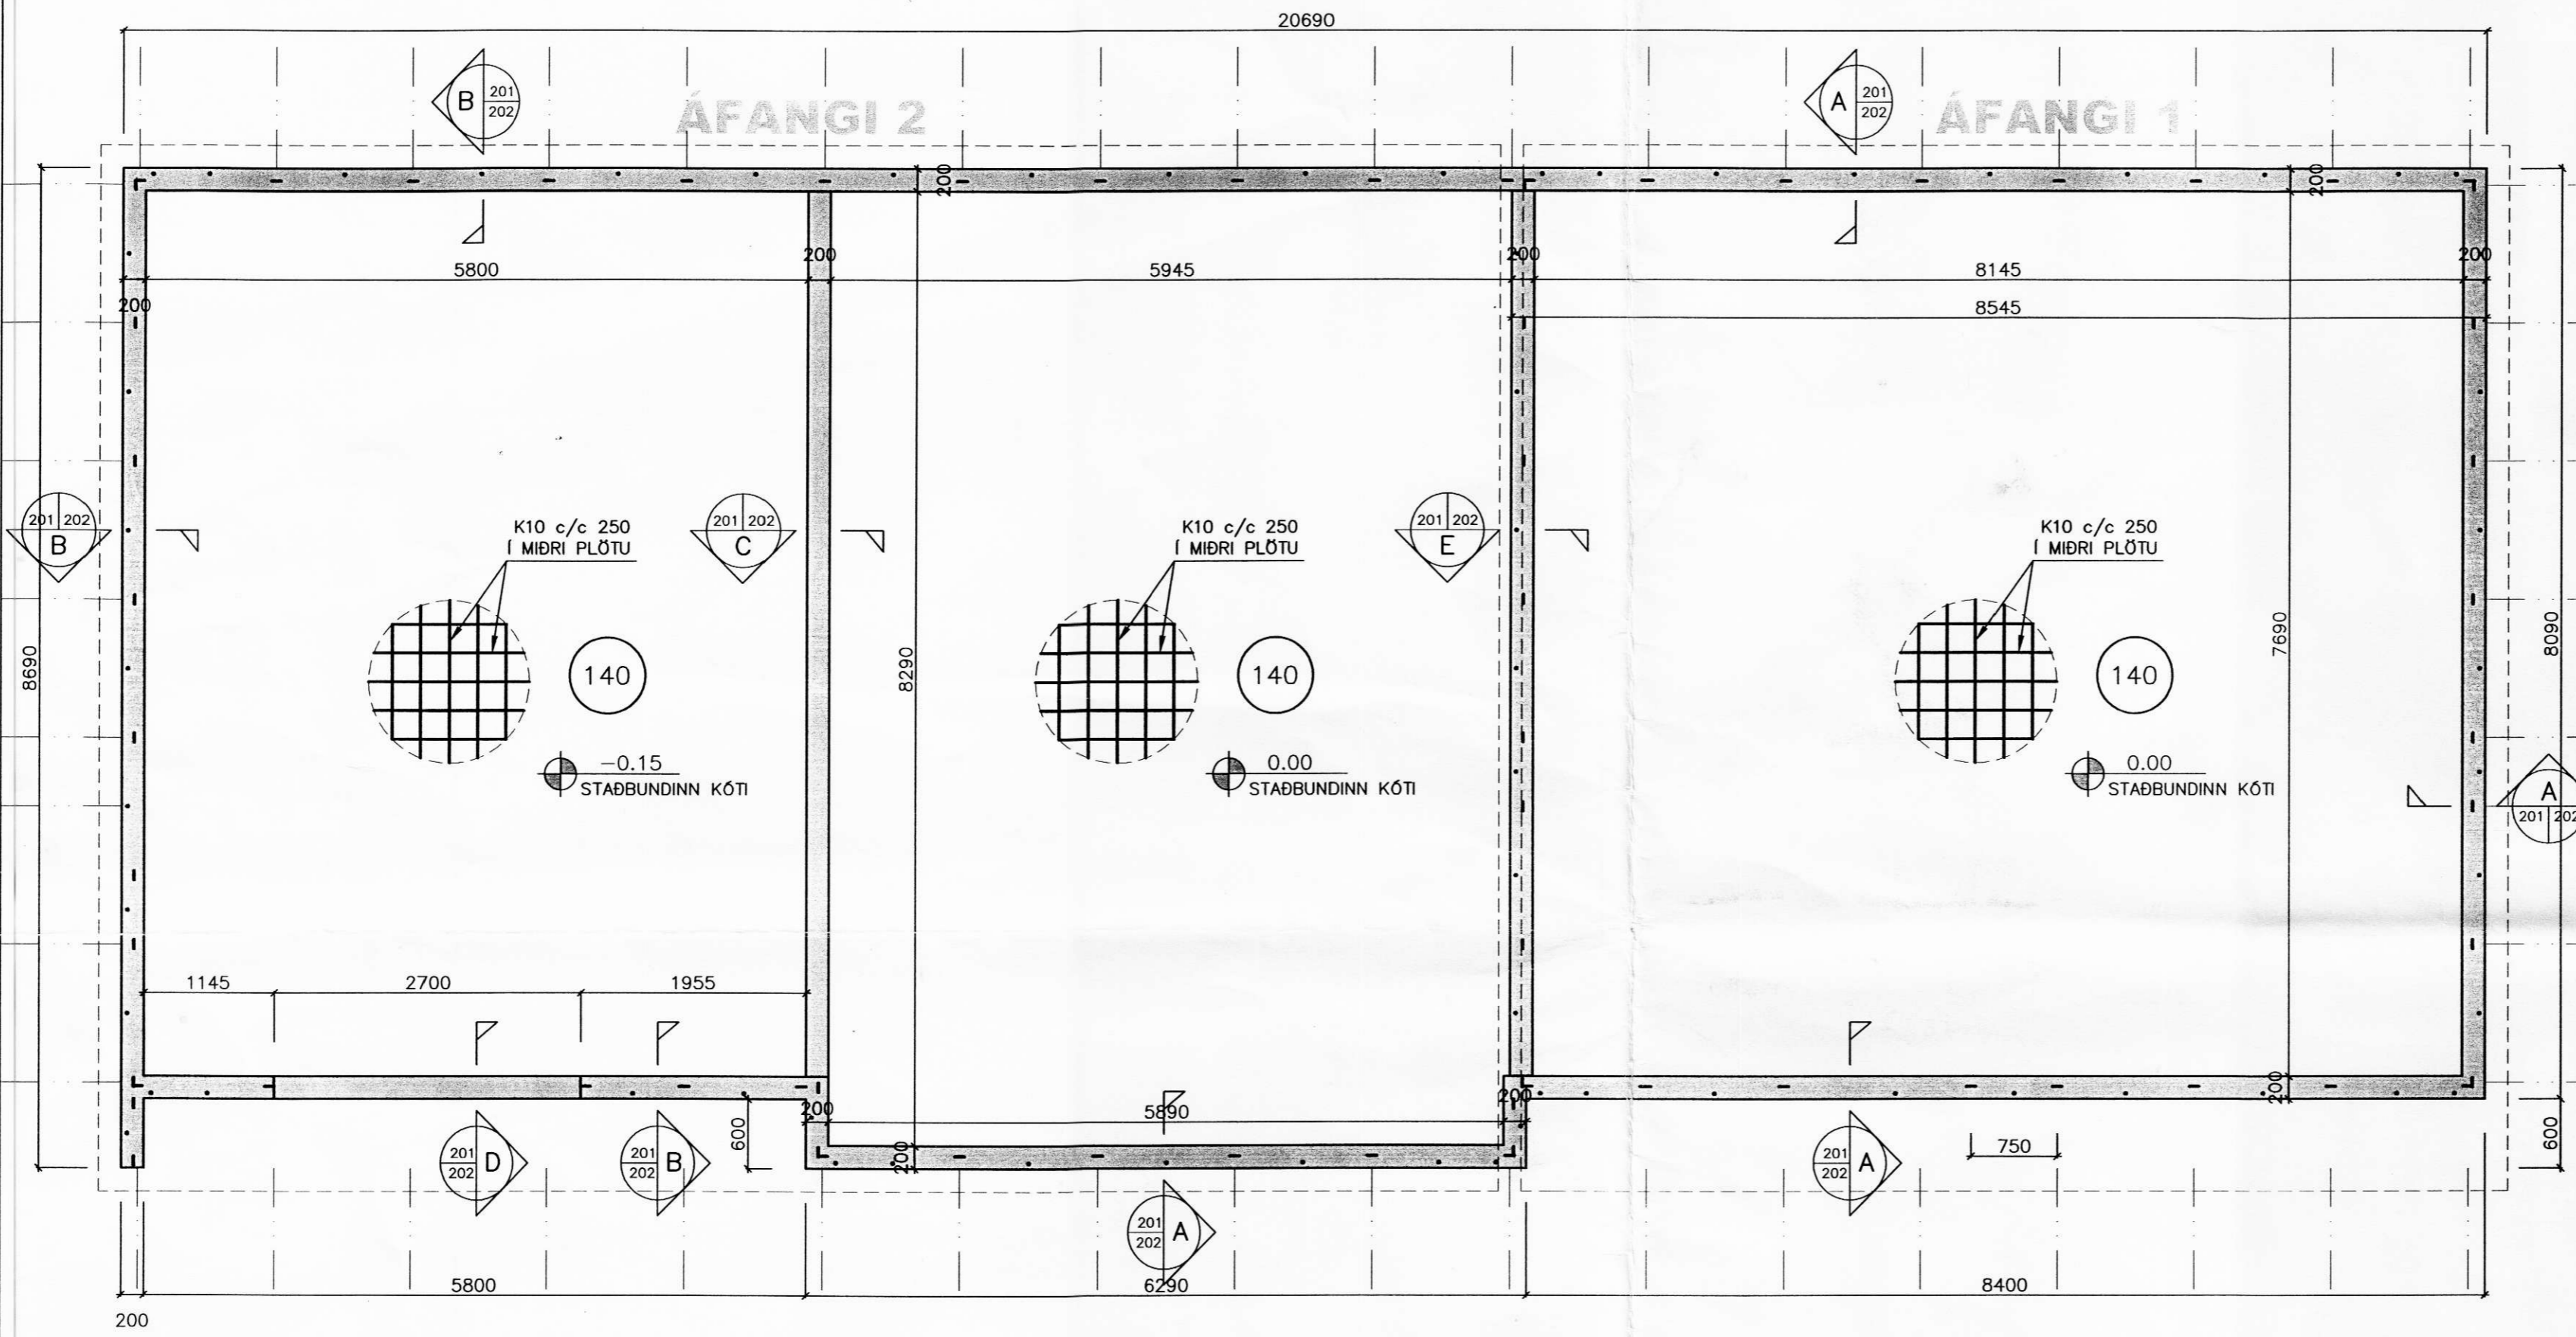 20690
B 201 202
ÁFANGI 2
A 201 202
ÁFANGI 1
200
200
200
200
200
5800
5945
8145
200
8545
201 202 B
K10 c/c 250
Í MIÐRI PLÖTU
201 202 C
K10 c/c 250
Í MIÐRI PLÖTU
201 202 E
K10 c/c 250
Í MIÐRI PLÖTU
8690
140
8290
140
140
7690
8090
-0.15
STAÐBUNDINN KÓTI
0.00
STAÐBUNDINN KÓTI
0.00
STAÐBUNDINN KÓTI
A 201 202
1145
2700
1955
200
5890
200
200
600
200
600
750
201 202 D
201 202 B
201 202 A
201 202 A
5800
6290
8400
200